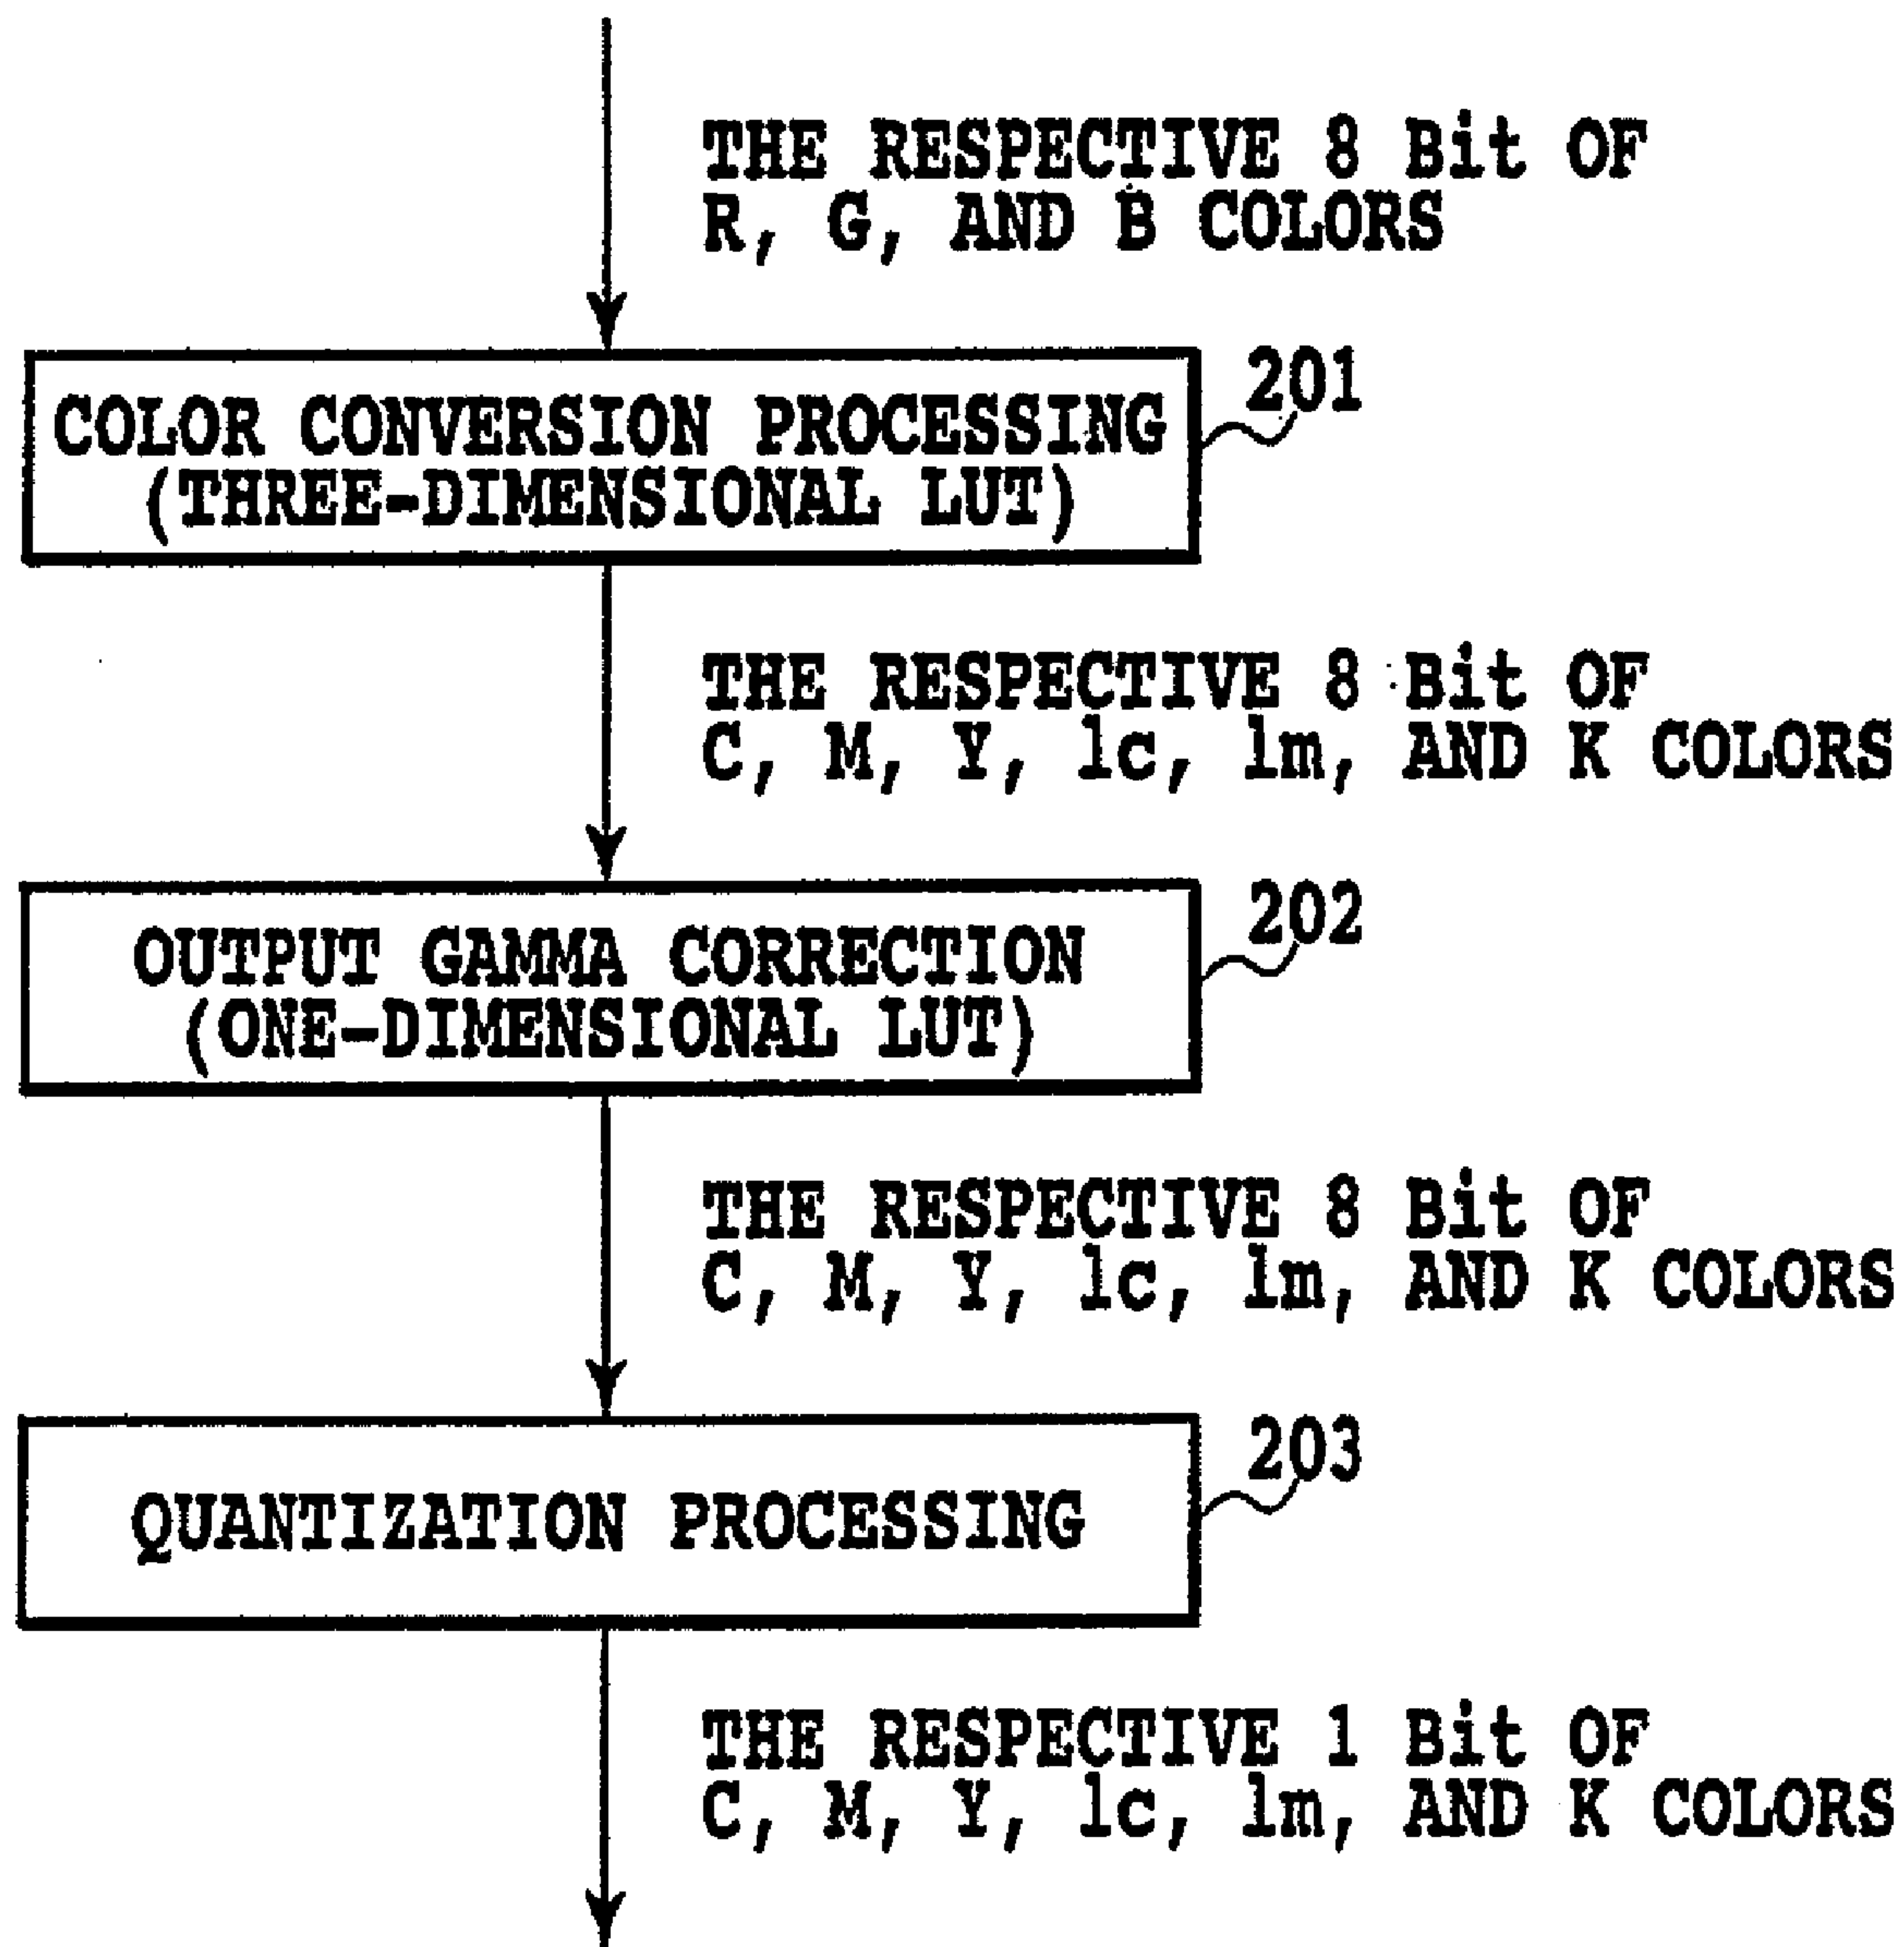 THE RESPECTIVE 8 Bit OF
R, G, AND B COLORS
201
COLOR CONVERSION PROCESSING
(THREE-DIMENSIONAL LUT)
THE RESPECTIVE 8 Bit OF
C, M, Y, lc, lm, AND K COLORS
202
OUTPUT GAMMA CORRECTION
(ONE-DIMENSIONAL LUT)
THE RESPECTIVE 8 Bit OF
C, M, Y, lc, lm, AND K COLORS
203
QUANTIZATION PROCESSING
THE RESPECTIVE 1 Bit OF
C, M, Y, lc, lm, AND K COLORS